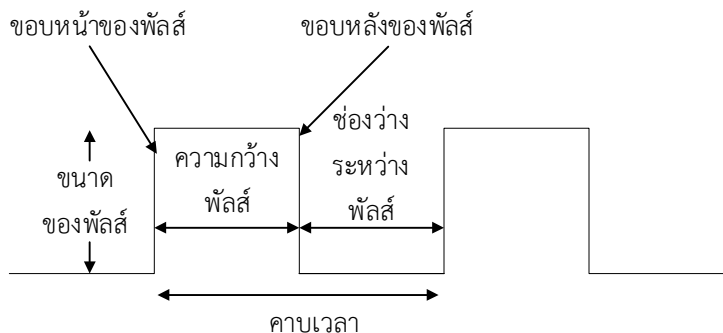 ขอบหน้าของพัลส์
ขอบหลังของพัลส์
ช่องว่าง
ระหว่าง
พัลส์
ความกว้าง
พัลส์
ขนาด
ของพัลส์
คาบเวลา